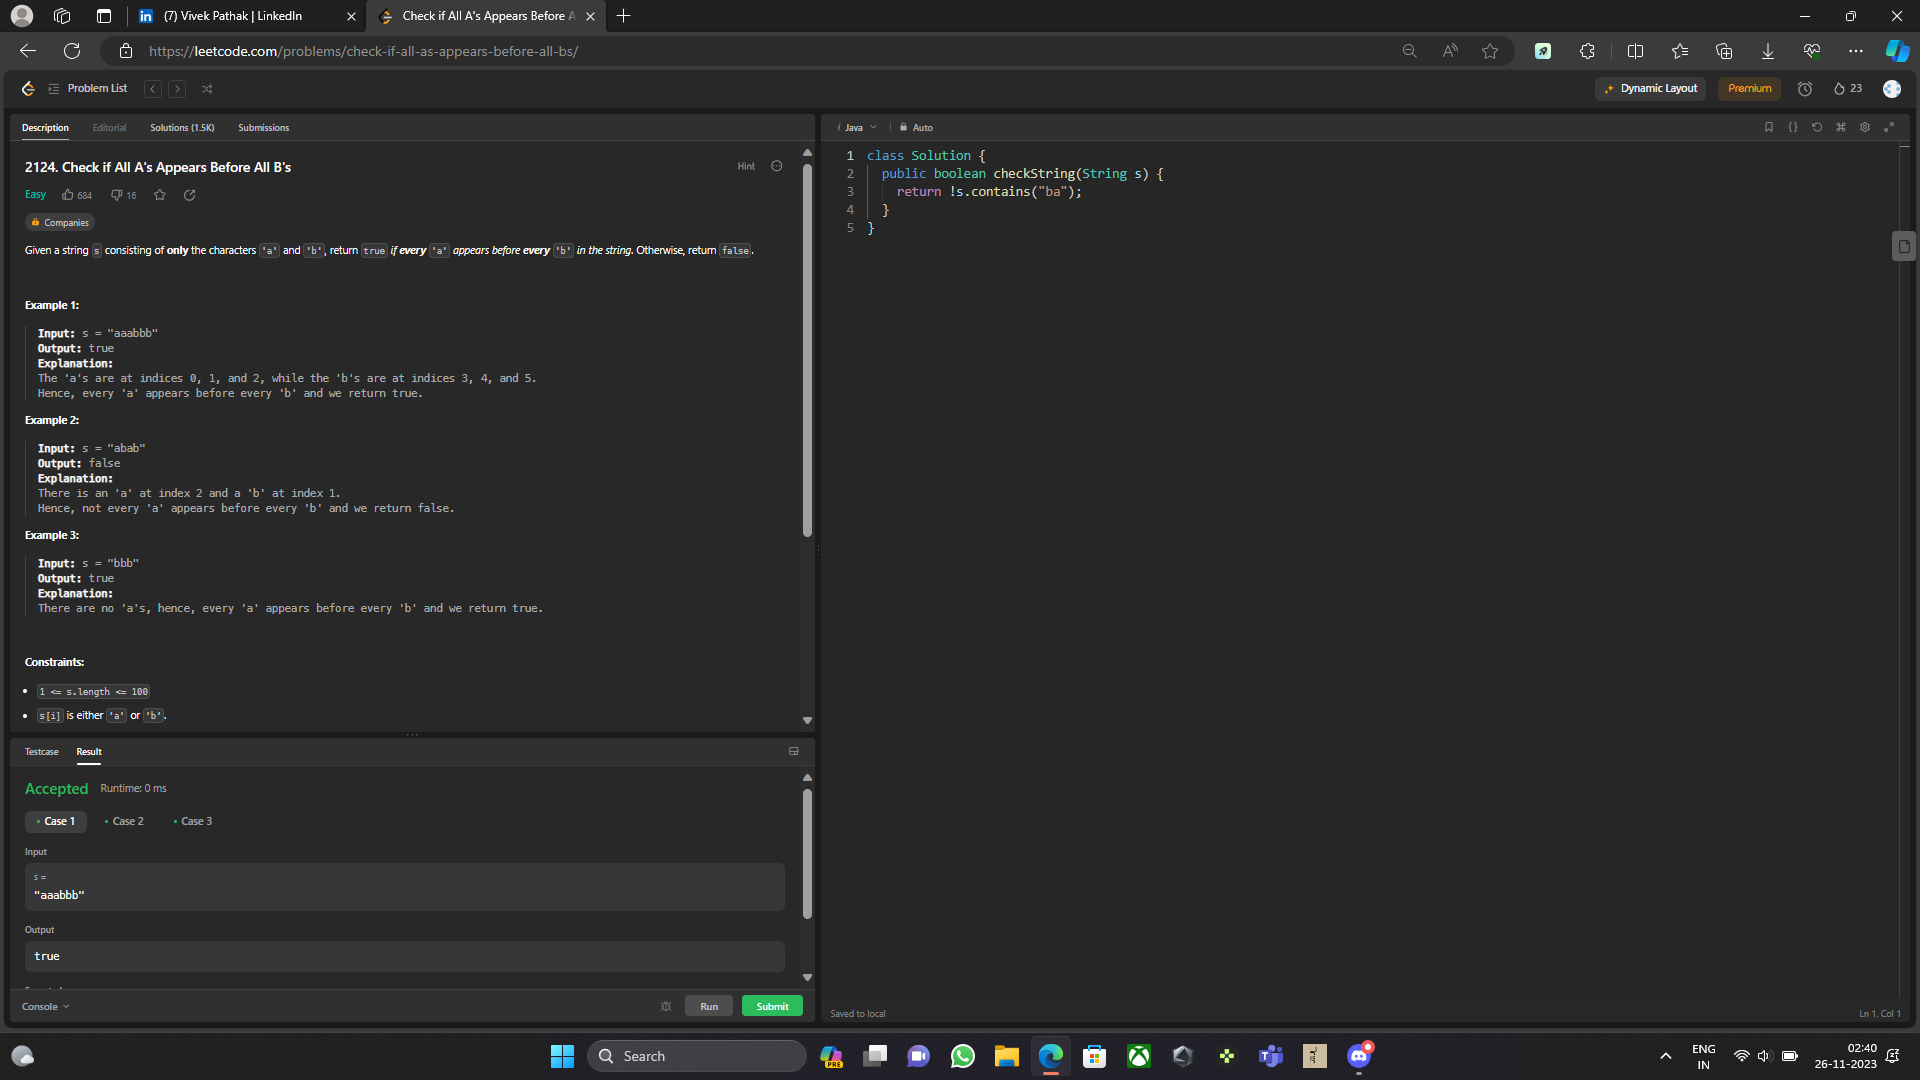 (7) Vivek Pathak | LinkedIn
Check if All A's Appears Before A
https://leetcode.com/problems/check-if-all-as-appears-before-all-bs/
Problem List
Dynamic Layout
Premium
23
Description
Editorial
Solutions (1.5K)
Submissions
2124. Check if All A's Appears Before All B's
Hint
Easy
684
16
Companies
Given a string s consisting of only the characters 'a' and 'b', return true if every 'a' appears before every 'b' in the string. Otherwise, return false.
Example 1:
Input: s = "aaabbb"
Output: true
Explanation:
The 'a's are at indices 0, 1, and 2, while the 'b's are at indices 3, 4, and 5.
Hence, every 'a' appears before every 'b' and we return true.
Example 2:
Input: s = "abab"
Output: false
Explanation:
There is an 'a' at index 2 and a 'b' at index 1.
Hence, not every 'a' appears before every 'b' and we return false.
Example 3:
Input: s = "bbb"
Output: true
Explanation:
There are no 'a's, hence, every 'a' appears before every 'b' and we return true.
Constraints:
1 <= s.length <= 100
s[i] is either 'a' or 'b'.
Testcase
Result
Accepted
Runtime: 0 ms
Case 1
Case 2
Case 3
Input
s =
"aaabbb"
Output
true
Console
Run
Submit
i Java
Auto
1 class Solution {
2 public boolean checkString(String s) {
3 return !s.contains("ba");
4 }
5 }
Saved to local
Ln 1, Col 1
Search
PRE
ENG
IN
02:40
26-11-2023